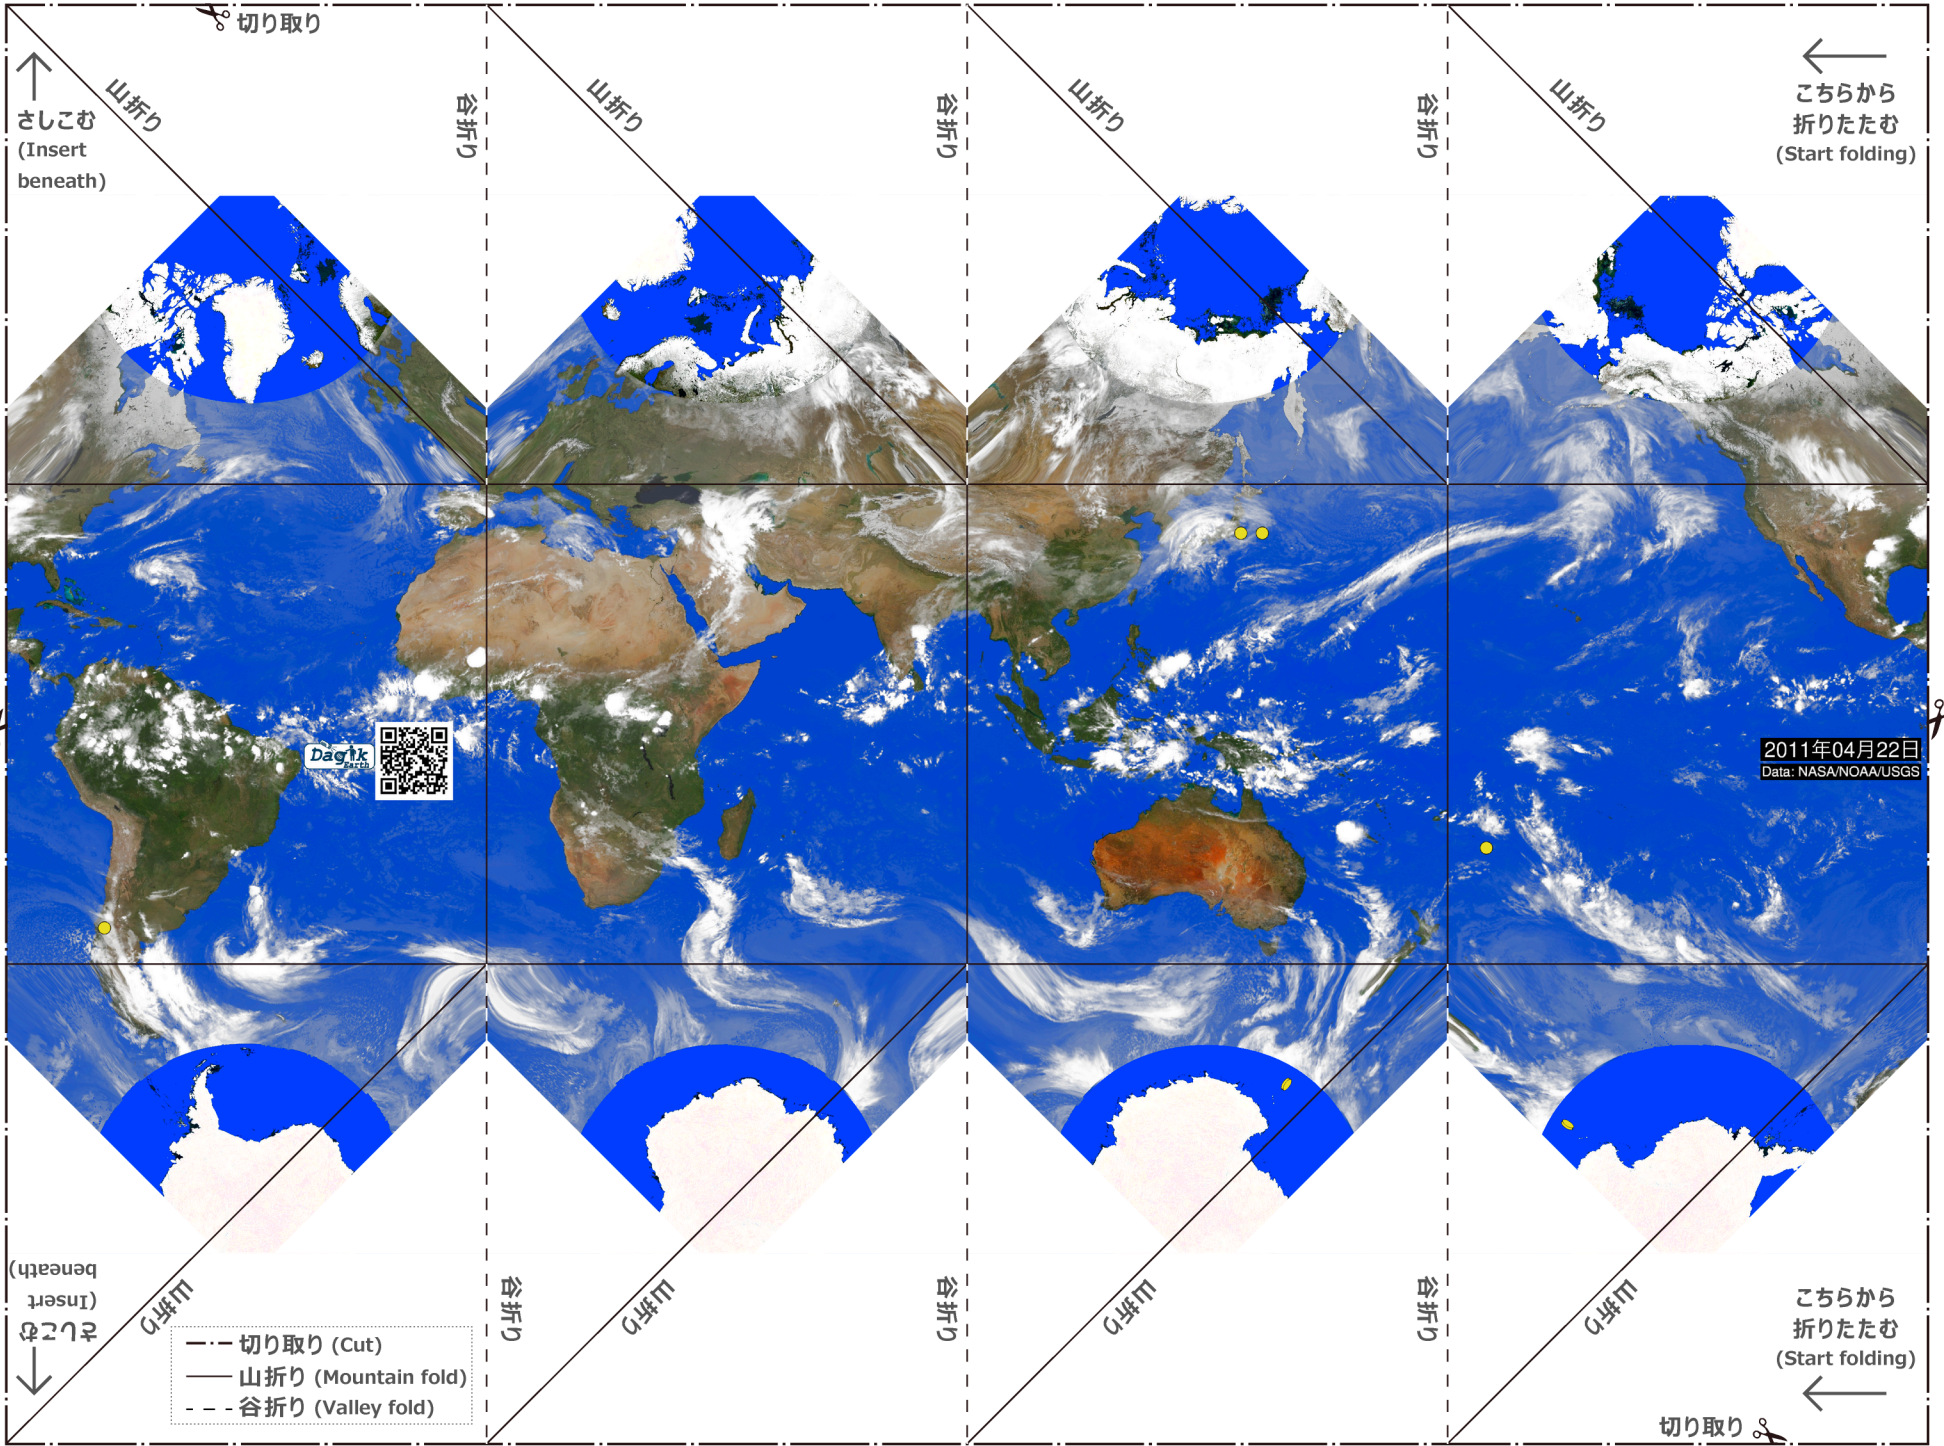 切り取り
山折り
谷折り
山折り
谷折り
山折り
谷折り
山折り
さしこむ
(Insert
beneath)
こちらから
折りたたむ
(Start folding)
Dagik
Earth
2011年04月22日
Data: NASA/NOAA/USGS
さしこむ
(Insert
beneath)
山折り
谷折り
山折り
谷折り
山折り
谷折り
山折り
こちらから
折りたたむ
(Start folding)
切り取り (Cut)
山折り (Mountain fold)
谷折り (Valley fold)
切り取り